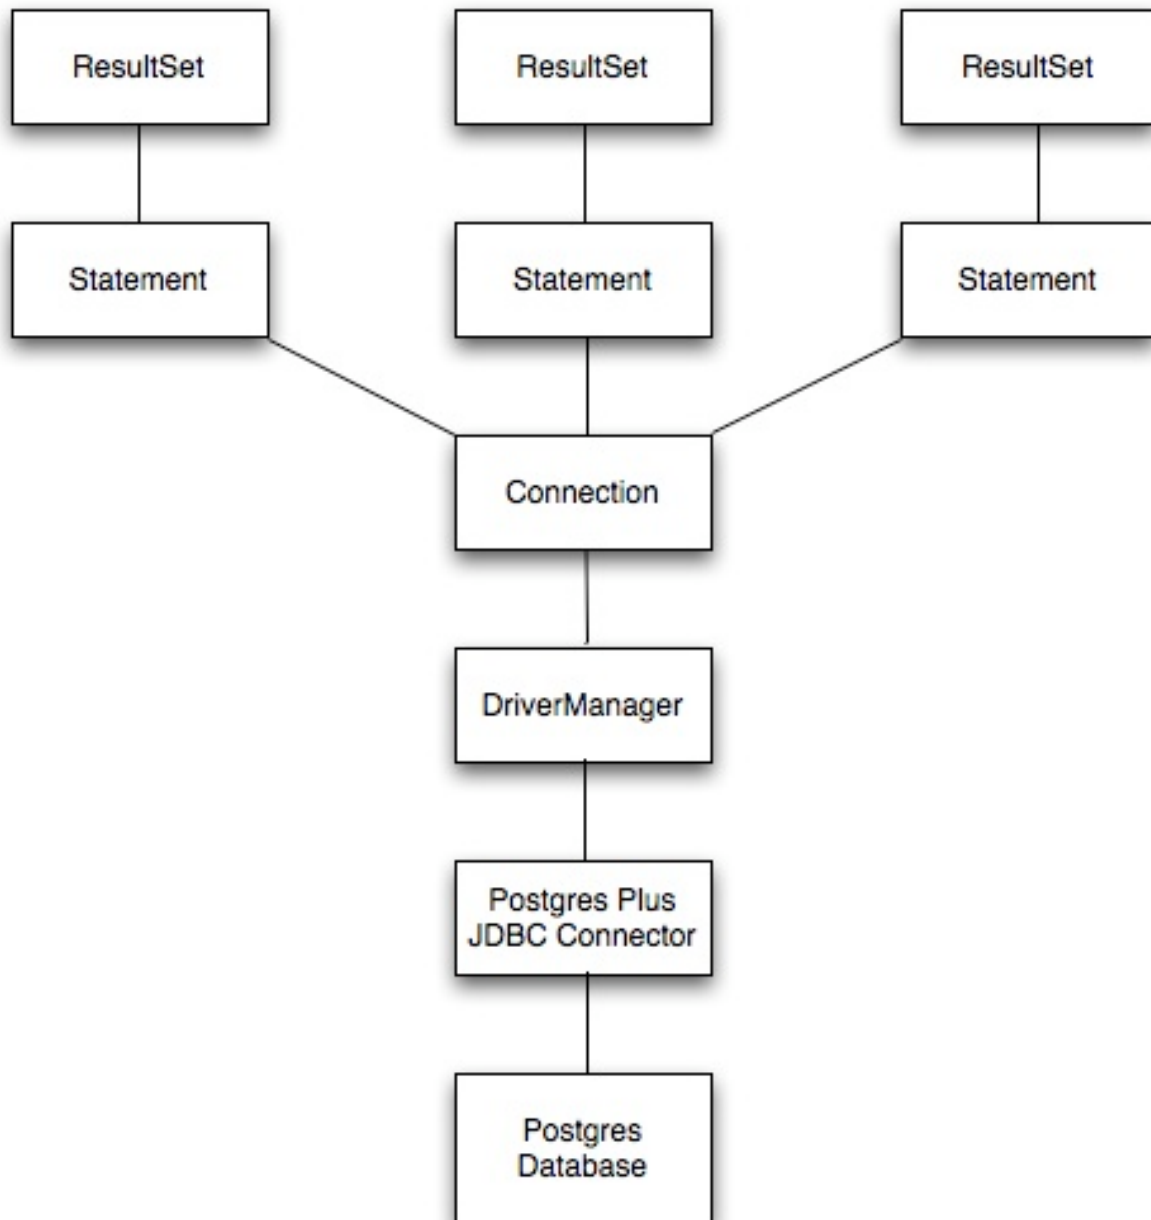 ResultSet
ResultSet
ResultSet
Statement
Statement
Statement
Connection
DriverManager
Postgres Plus
JDBC Connector
Postgres
Database